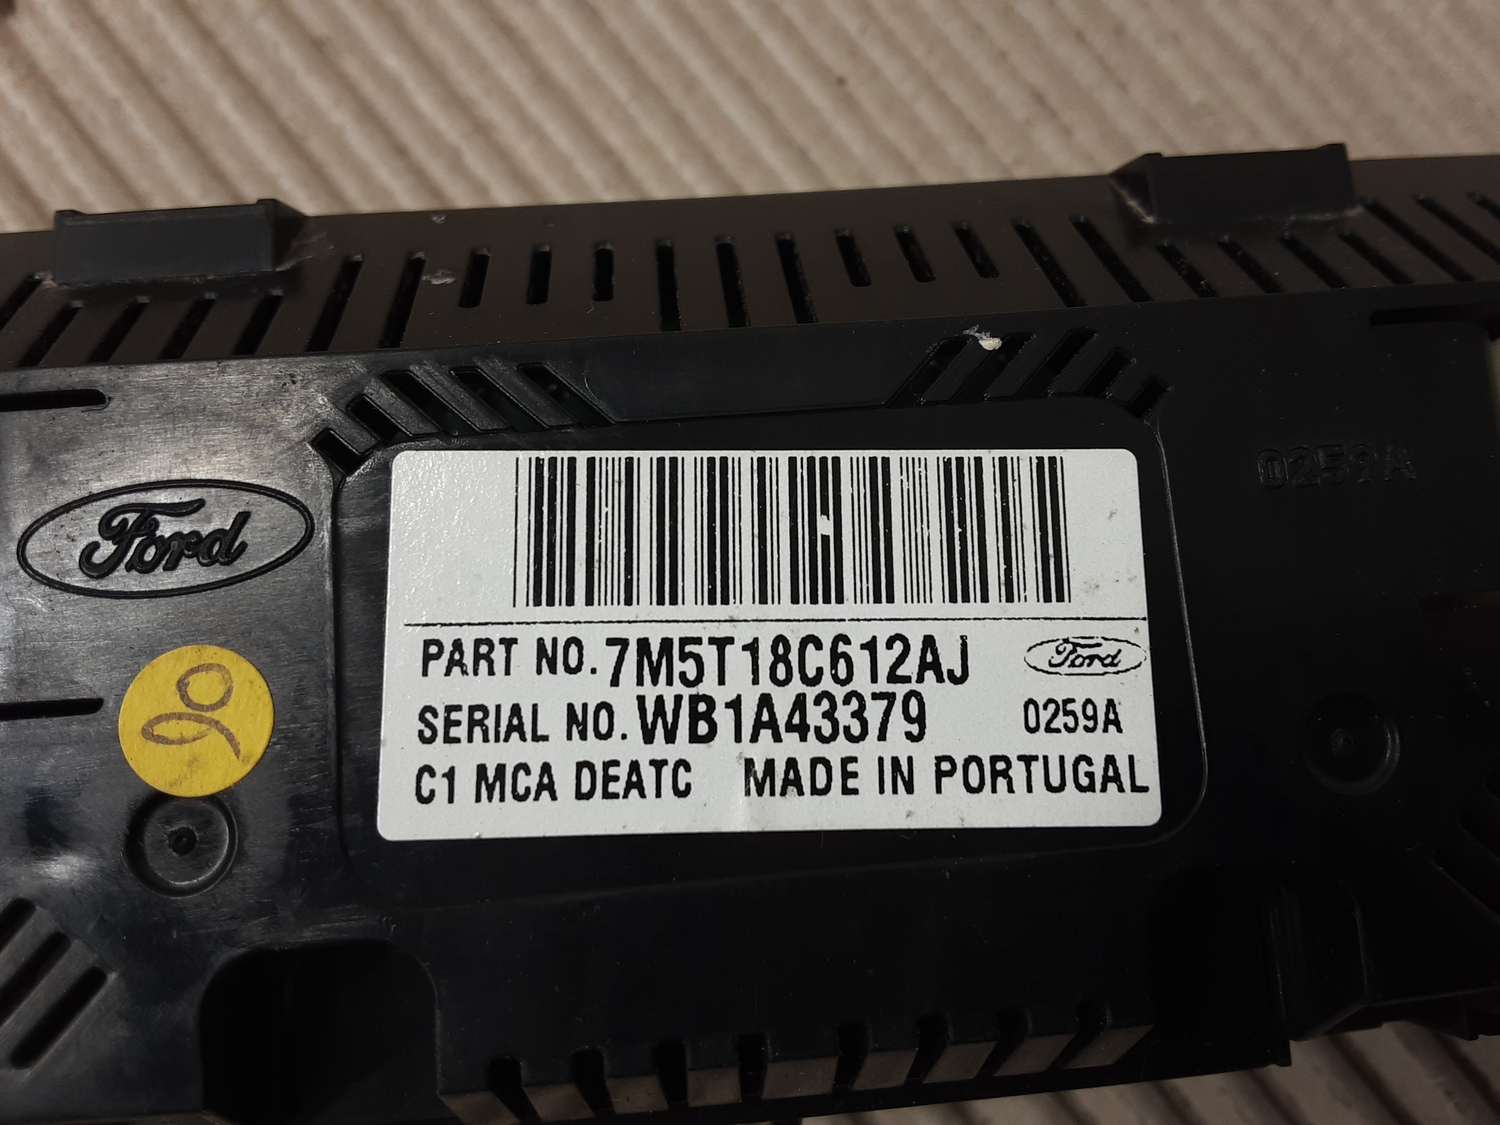 0259A
Ford
PART NO. 7M5T18C612AJ
Ford
SERIAL NO. WB1A43379
0259A
C1 MCA DEATC MADE IN PORTUGAL